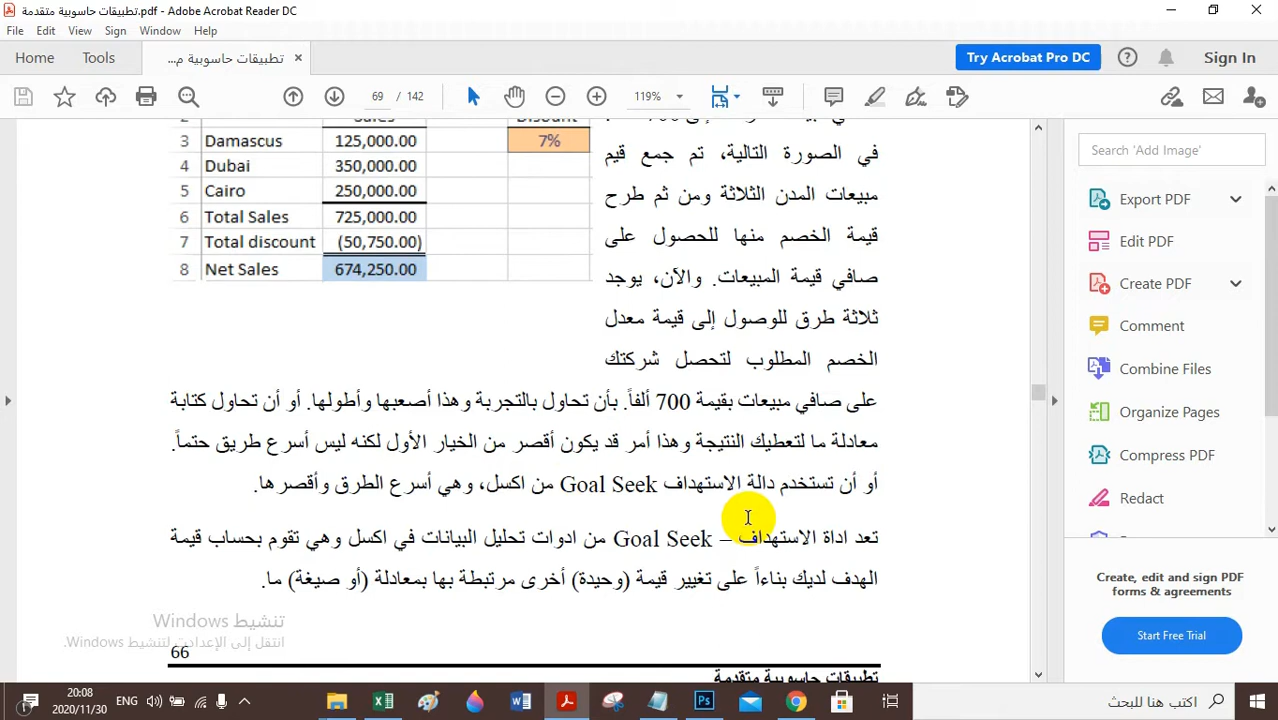 تطبيقات حاسوبية متقدمة.pdf - Adobe Acrobat Reader DC
File Edit View Sign Window Help
Home Tools تطبيقات حاسوبية م...
Try Adobe Acrobat Pro DC
Sign In
69 / 142
119%
2 Sales Discount
3 Damascus 125,000.00 7%
4 Dubai 350,000.00
5 Cairo 250,000.00
6 Total Sales 725,000.00
7 Total discount (50,750.00)
8 Net Sales 674,250.00
في الصورة التالية، تم جمع قيم
مبيعات المدن الثلاثة ومن ثم طرح
قيمة الخصم منها للحصول على
صافي قيمة المبيعات. والآن، يوجد
ثلاثة طرق للوصول إلى قيمة معدل
الخصم المطلوب لتحصل شركتك
على صافي مبيعات بقيمة 700 ألفاً. بأن تحاول بالتجربة وهذا أصعبها وأطولها. أو أن تحاول كتابة
معادلة ما لتعطيك النتيجة وهذا أمر قد يكون أقصر من الخيار الأول لكنه ليس أسرع طريق حتماً.
أو أن تستخدم دالة الاستهداف Goal Seek من اكسل، وهي أسرع الطرق وأقصرها.
تعد اداة الاستهداف – Goal Seek من ادوات تحليل البيانات في اكسل وهي تقوم بحساب قيمة
الهدف لديك بناءاً على تغيير قيمة (وحيدة) أخرى مرتبطة بها بمعادلة (أو صيغة) ما.
66
تطبيقات حاسوبية متقدمة
تنشيط Windows
انتقل إلى الإعدادات لتنشيط Windows.
Search 'Add Image'
Export PDF
Edit PDF
Create PDF
Comment
Combine Files
Organize Pages
Compress PDF
Redact
Create, edit and sign PDF
forms & agreements
Start Free Trial
20:08
2020/11/30
ENG
اكتب هنا للبحث